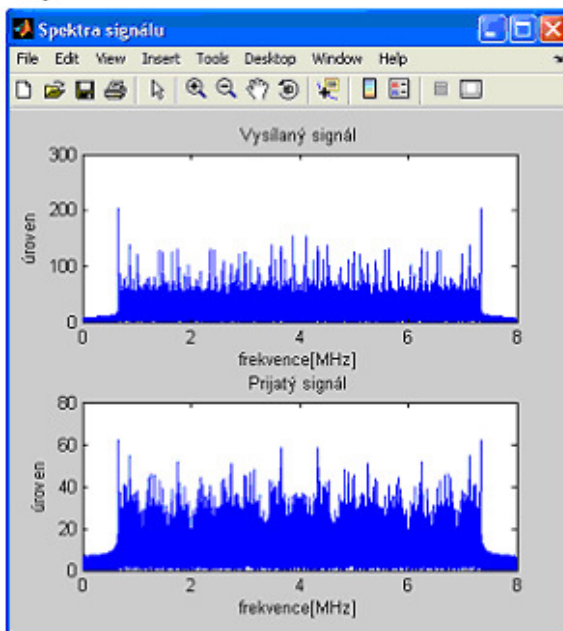 Spektra signálu
File Edit View Insert Tools Desktop Window Help
Vysílaný signál
300
200
100
0
úroven
0 2 4 6 8
frekvence[MHz]
Prijatý signál
80
60
40
20
0
úroven
0 2 4 6 8
frekvence[MHz]